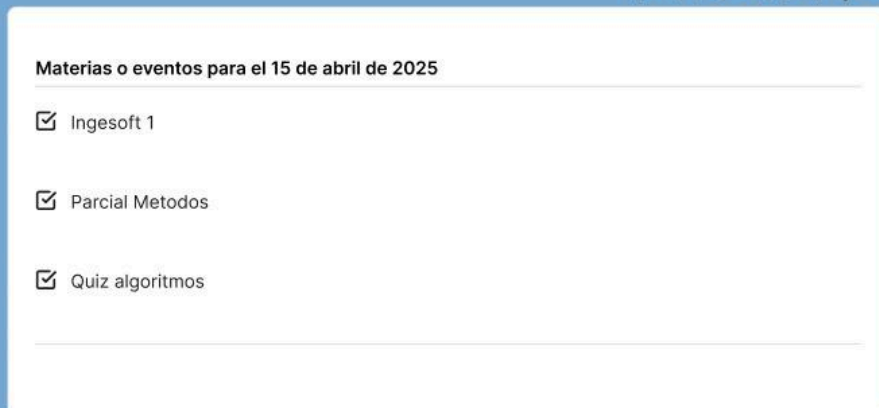 Materias o eventos para el 15 de abril de 2025
Ingesoft 1
Parcial Metodos
Quiz algoritmos